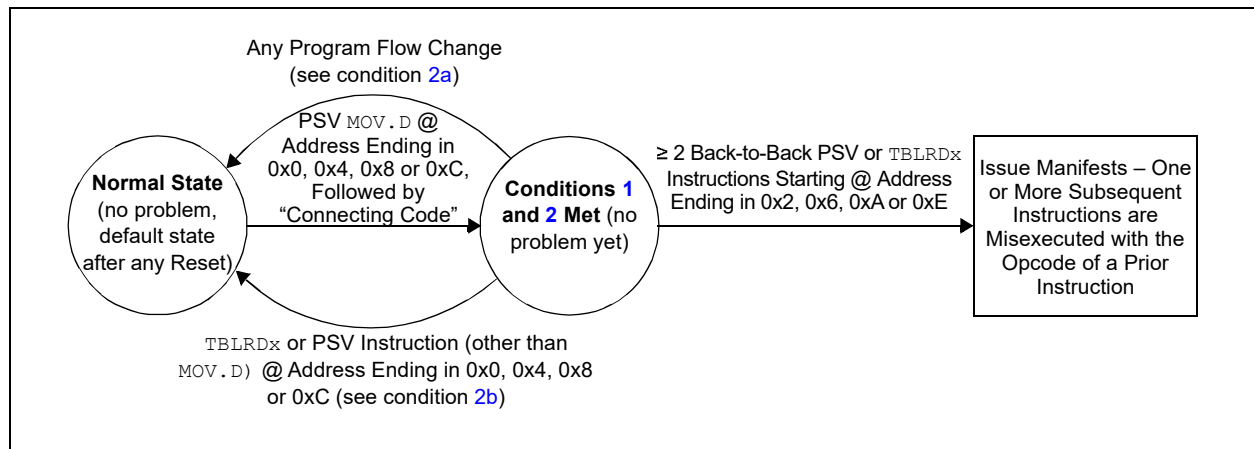 Any Program Flow Change
(see condition 2a)
PSV MOV.D @
Address Ending in
0x0, 0x4, 0x8 or 0xC,
Followed by
“Connecting Code”
Normal State
(no problem,
default state
after any Reset)
Conditions 1
and 2 Met (no
problem yet)
≥ 2 Back-to-Back PSV or TBLRDx
Instructions Starting @ Address
Ending in 0x2, 0x6, 0xA or 0xE
Issue Manifests – One
or More Subsequent
Instructions are
Misexecuted with the
Opcode of a Prior
Instruction
TBLRDx or PSV Instruction (other than
MOV.D) @ Address Ending in 0x0, 0x4, 0x8
or 0xC (see condition 2b)